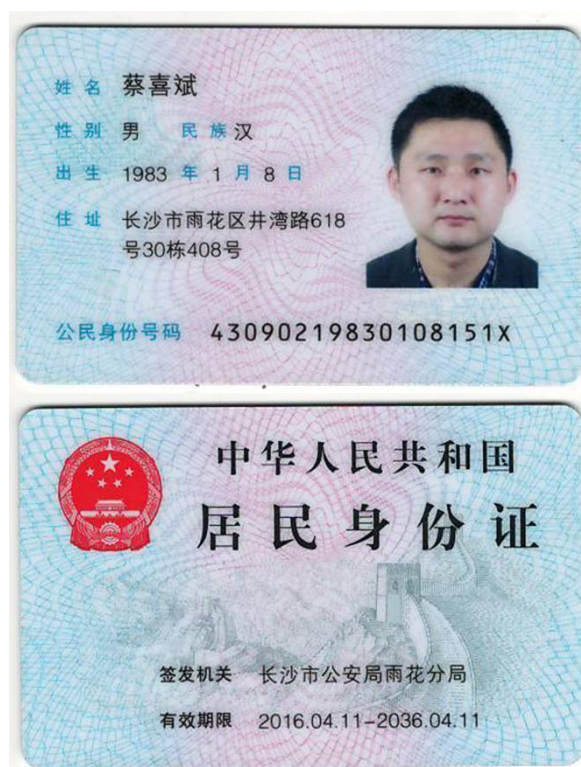 姓名 蔡喜斌
性别 男 民族 汉
出生 1983 年 1 月 8 日
住址 长沙市雨花区井湾路618
号30栋408号
公民身份号码 43090219830108151X
中华人民共和国
居民身份证
签发机关 长沙市公安局雨花分局
有效期限 2016.04.11-2036.04.11